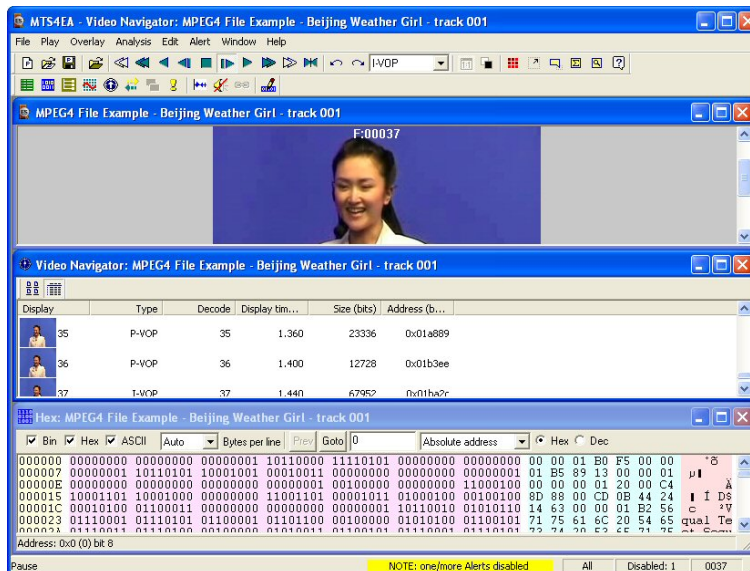 MTS4EA - Video Navigator: MPEG4 File Example - Beijing Weather Girl - track 001
File Play Overlay Analysis Edit Alert Window Help
I-VOP
MPEG4 File Example - Beijing Weather Girl - track 001
F:00037
Video Navigator: MPEG4 File Example - Beijing Weather Girl - track 001
Display Type Decode Display tim... Size (bits) Address (b...
35 P-VOP 35 1.360 23336 0x01a889
36 P-VOP 36 1.400 12728 0x01b3ee
37 I-VOP 37 1.440 67952 0x01ba2c
Hex: MPEG4 File Example - Beijing Weather Girl - track 001
Bin Hex ASCII Auto Bytes per line Prev Goto 0 Absolute address Hex Dec
000000 00000000 00000000 00000001 10110000 11110101 00000000 00000000 00 00 01 B0 F5 00 00 °õ
000007 00000001 10110101 10001001 00010011 00000000 00000000 00000001 01 B5 89 13 00 00 01 µ
00000E 00000000 00000000 00000001 00100000 00000000 11000100 00 00 00 01 20 00 C4 Ä
000015 10001101 10001000 00000000 11001101 00001011 01000100 00100100 8D 88 00 CD 0B 44 24 Í D$
00001C 00010100 01100011 00000000 00000000 00000001 10110010 01010110 14 63 00 00 01 B2 56 c ²V
000023 01110001 01110101 01100001 01101100 00100000 01010100 01100101 71 75 61 6C 20 54 65 qual Te
Address: 0x0 (0) bit 8
Pause NOTE: one/more Alerts disabled All Disabled: 1 0037